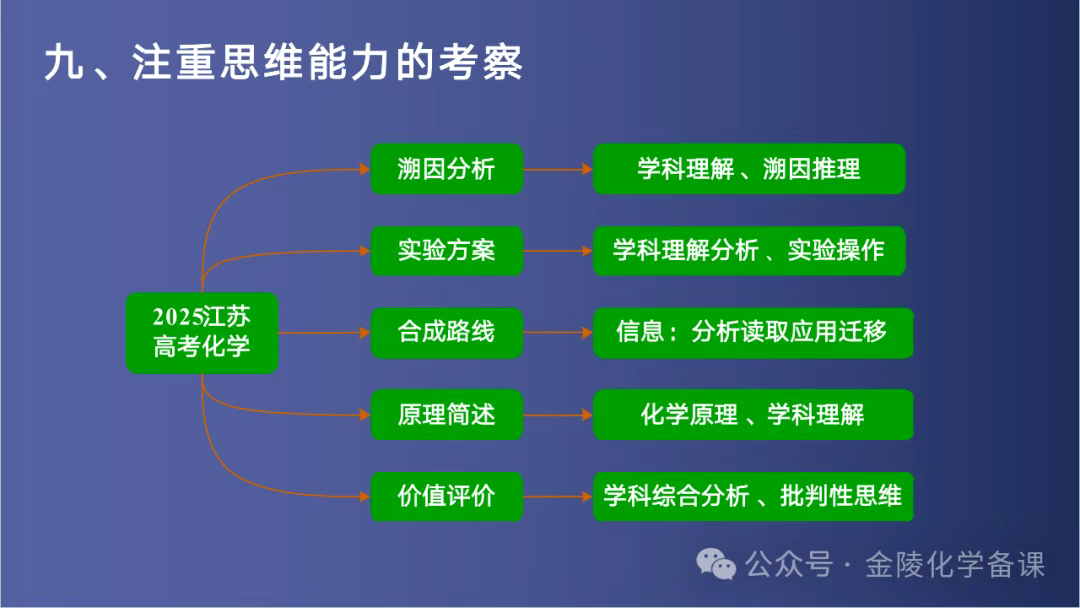 九、注重思维能力的考察
溯因分析
学科理解、溯因推理
实验方案
学科理解分析、实验操作
2025江苏
高考化学
合成路线
信息：分析读取应用迁移
原理简述
化学原理、学科理解
价值评价
学科综合分析、批判性思维
公众号·金陵化学备课